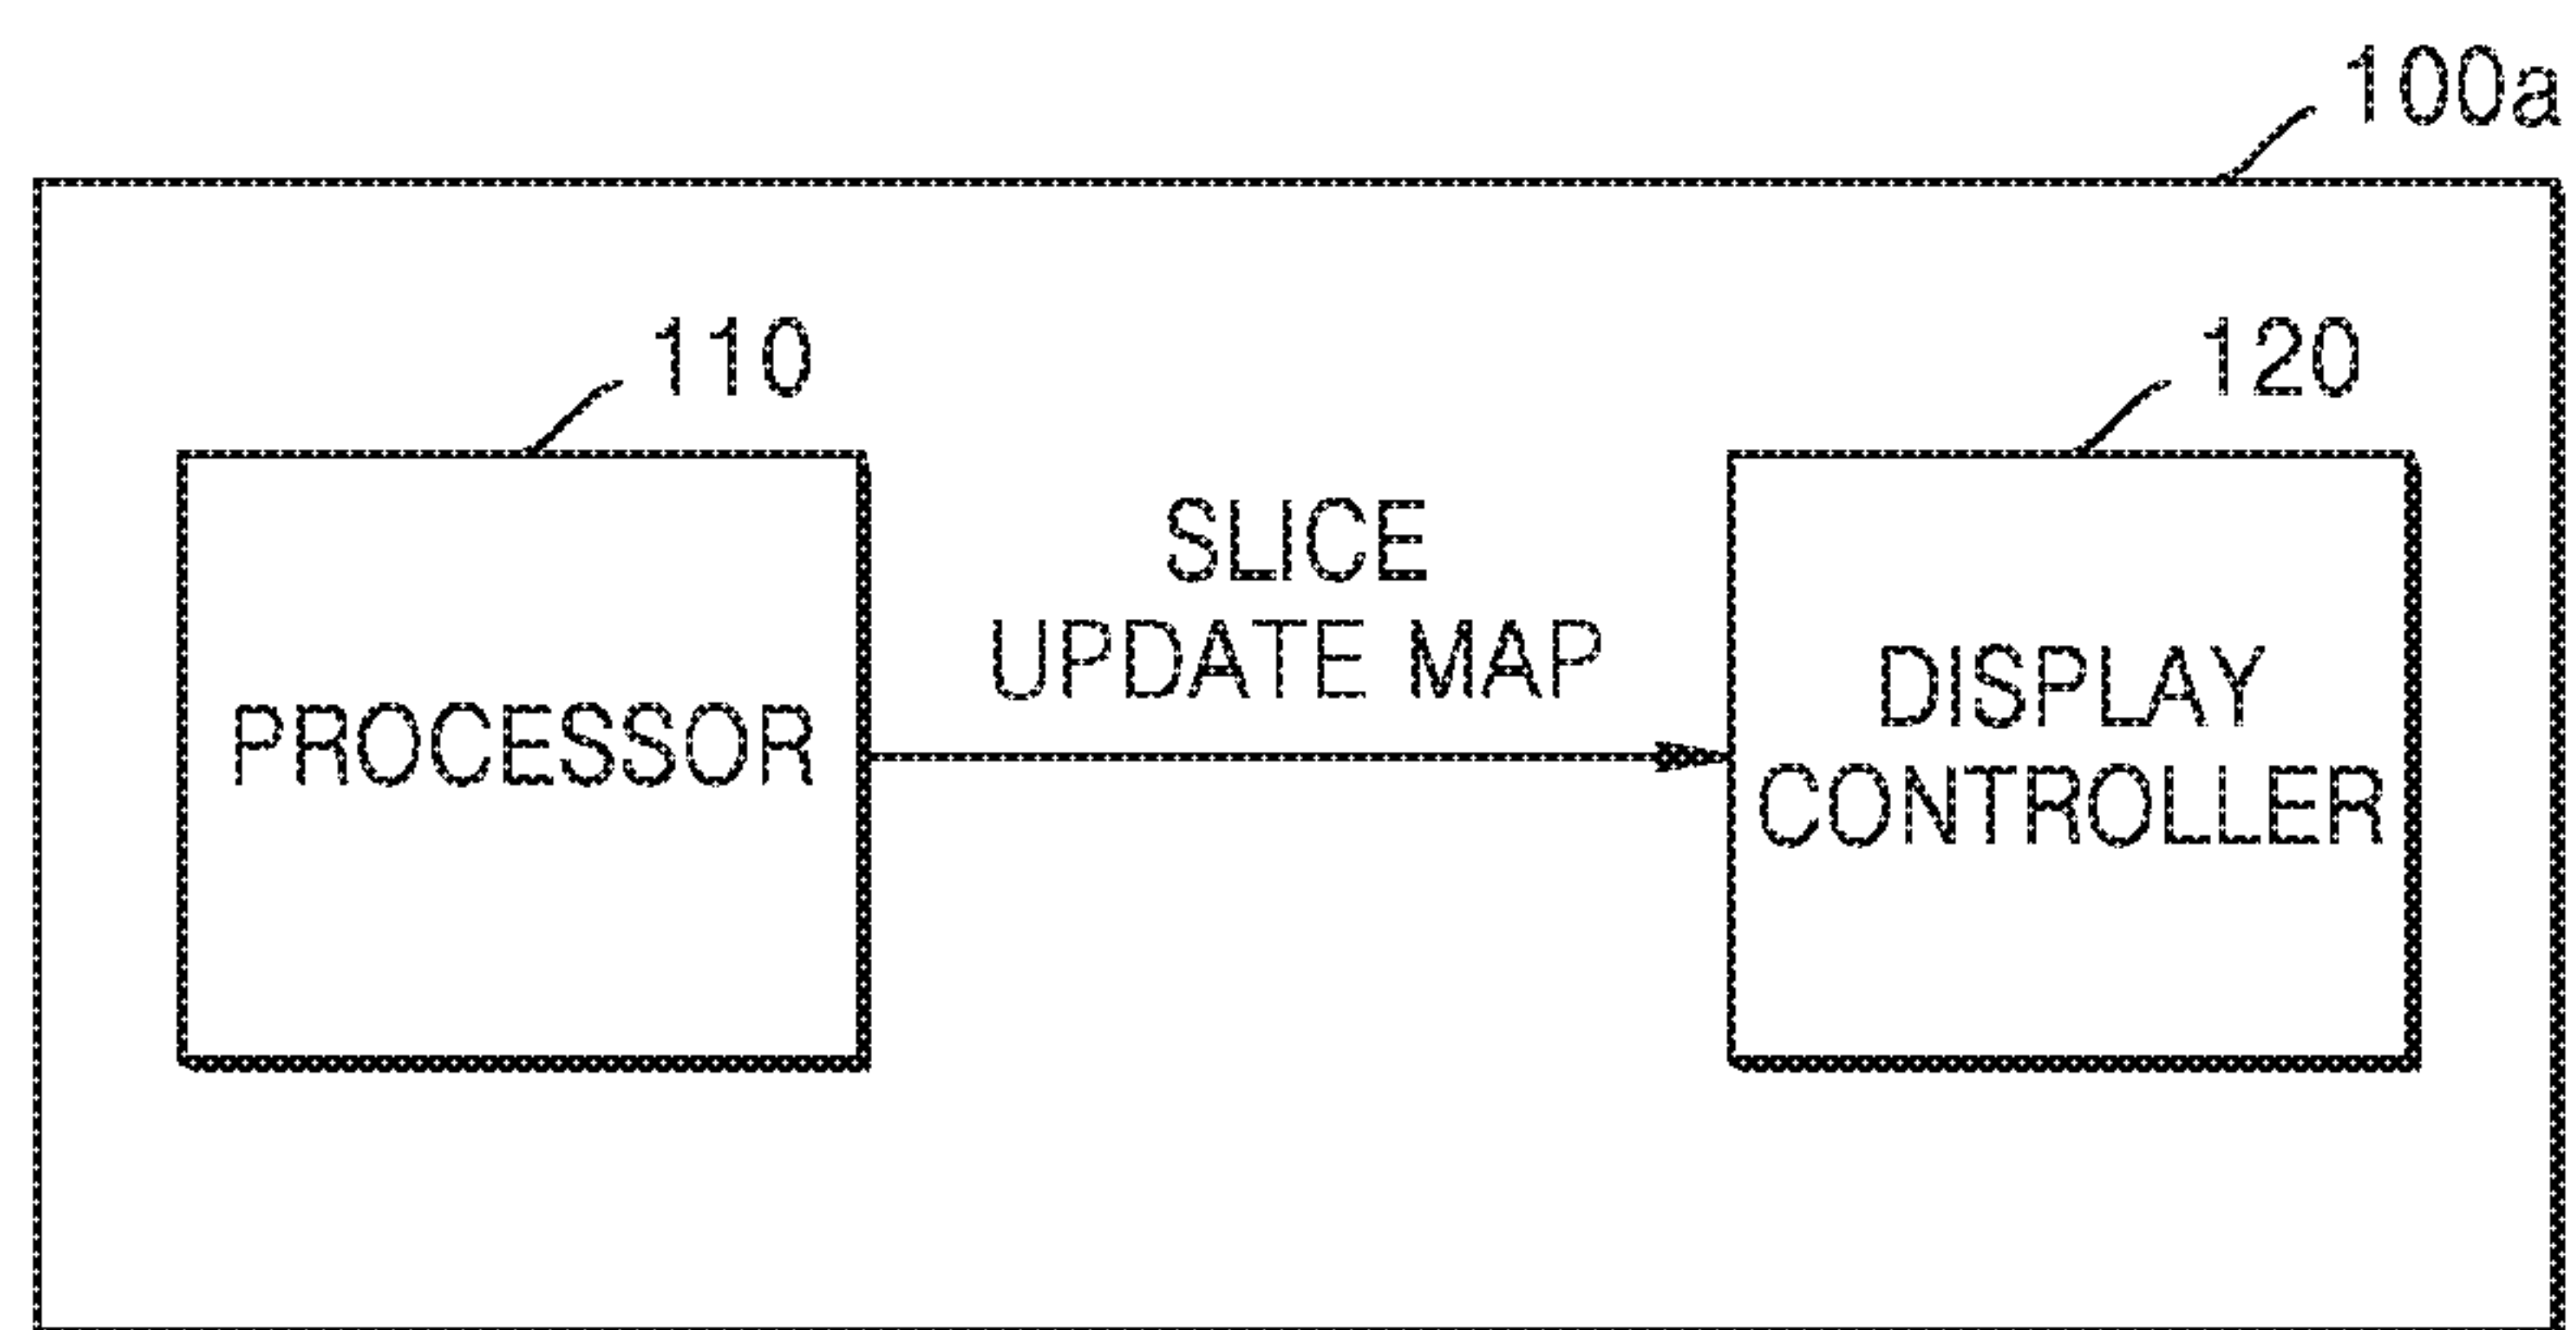 100a
110
120
SLICE
UPDATE MAP
PROCESSOR
DISPLAY
CONTROLLER